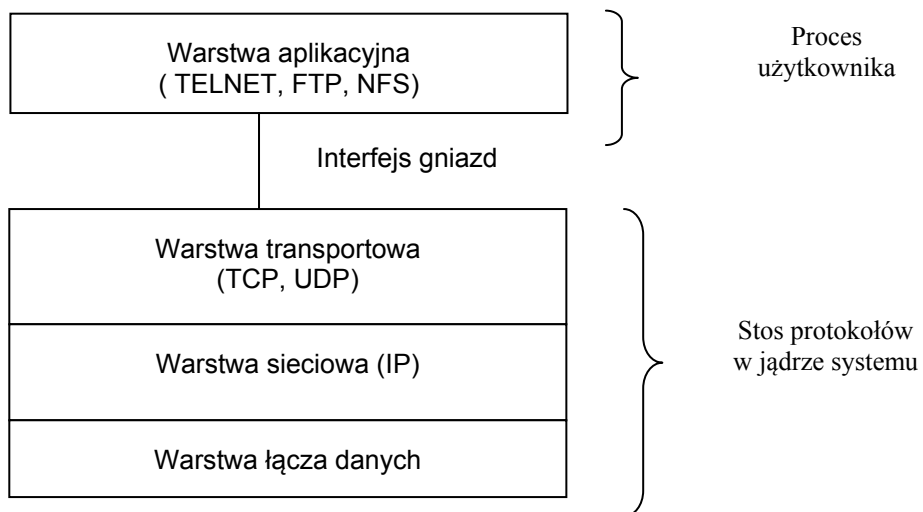 Warstwa aplikacyjna
( TELNET, FTP, NFS)
Proces
użytkownika
Interfejs gniazd
Warstwa transportowa
(TCP, UDP)
Warstwa sieciowa (IP)
Warstwa łącza danych
Stos protokołów
w jądrze systemu